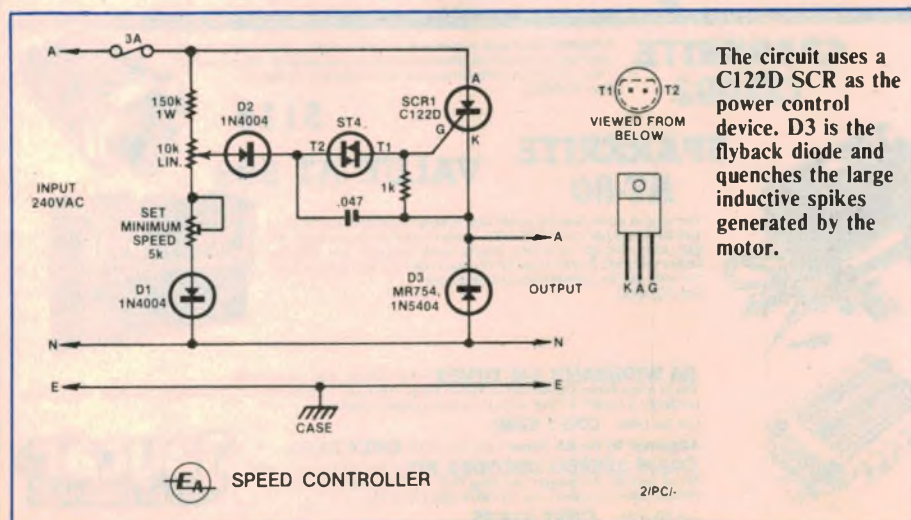 A
3A
150k
1W
10k
LIN.
D2
1N4004
ST4
T2
T1
SCR1
C122D
A
G
K
1k
.047
INPUT
240VAC
SET
MINIMUM
SPEED
5k
D1
1N4004
D3
MR754,
1N5404
A
OUTPUT
N
N
E
E
CASE
EA SPEED CONTROLLER
2/PC/-
T1
T2
VIEWED FROM
BELOW
K A G
The circuit uses a
C122D SCR as the
power control
device. D3 is the
flyback diode and
quenches the large
inductive spikes
generated by the
motor.